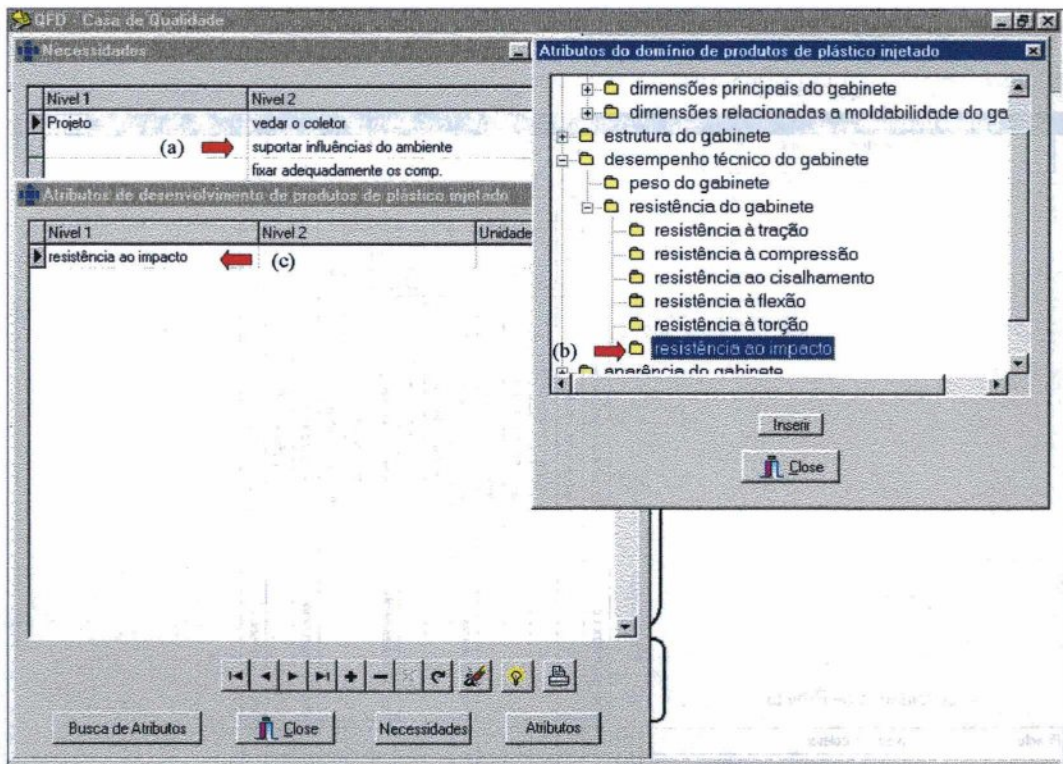 QFD - Casa de Qualidade
Necessidades
Nível 1 Nível 2
Projeto vedar o coletor
(a) suportar influências do ambiente
fixar adequadamente os comp.
Atributos de desenvolvimento de produtos de plástico injetado
Nível 1 Nível 2 Unidade
resistência ao impacto (c)
Busca de Atributos Close Necessidades Atributos
Atributos do domínio de produtos de plástico injetado
dimensões principais do gabinete
dimensões relacionadas a moldabilidade do ga
estrutura do gabinete
desempenho técnico do gabinete
peso do gabinete
resistência do gabinete
resistência à tração
resistência à compressão
resistência ao cisalhamento
resistência à flexão
resistência à torção
(b) resistência ao impacto
aparência do gabinete
Inserir
Close